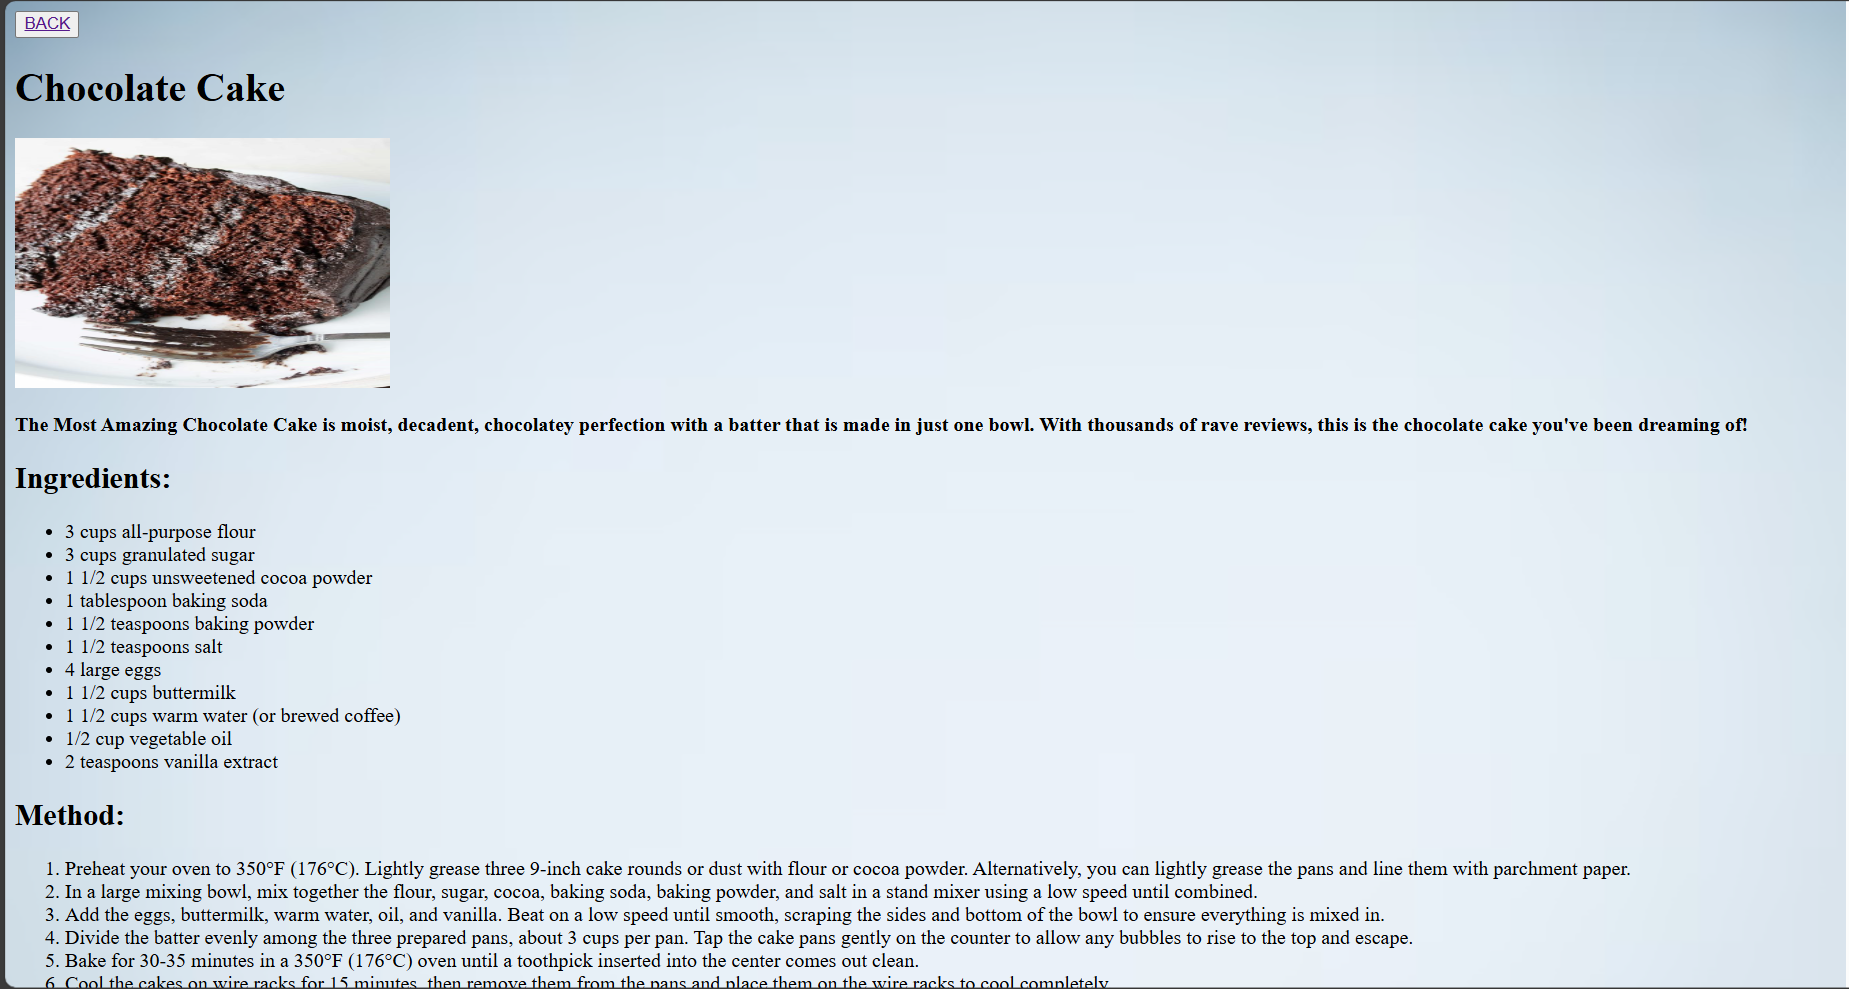 BACK
Chocolate Cake
The Most Amazing Chocolate Cake is moist, decadent, chocolatey perfection with a batter that is made in just one bowl. With thousands of rave reviews, this is the chocolate cake you've been dreaming of!
Ingredients:
• 3 cups all-purpose flour
• 3 cups granulated sugar
• 1 1/2 cups unsweetened cocoa powder
• 1 tablespoon baking soda
• 1 1/2 teaspoons baking powder
• 1 1/2 teaspoons salt
• 4 large eggs
• 1 1/2 cups buttermilk
• 1 1/2 cups warm water (or brewed coffee)
• 1/2 cup vegetable oil
• 2 teaspoons vanilla extract
Method:
1. Preheat your oven to 350°F (176°C). Lightly grease three 9-inch cake rounds or dust with flour or cocoa powder. Alternatively, you can lightly grease the pans and line them with parchment paper.
2. In a large mixing bowl, mix together the flour, sugar, cocoa, baking soda, baking powder, and salt in a stand mixer using a low speed until combined.
3. Add the eggs, buttermilk, warm water, oil, and vanilla. Beat on a low speed until smooth, scraping the sides and bottom of the bowl to ensure everything is mixed in.
4. Divide the batter evenly among the three prepared pans, about 3 cups per pan. Tap the cake pans gently on the counter to allow any bubbles to rise to the top and escape.
5. Bake for 30-35 minutes in a 350°F (176°C) oven until a toothpick inserted into the center comes out clean.
6. Cool the cakes on wire racks for 15 minutes, then remove them from the pans and place them on the wire racks to cool completely